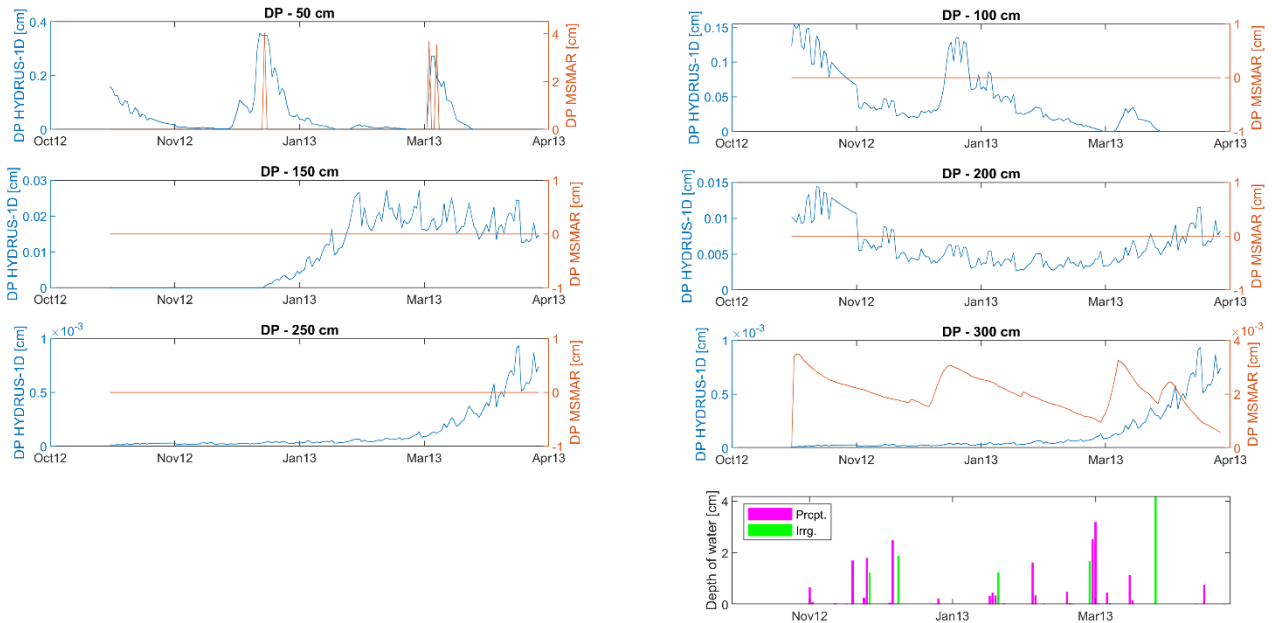 DP - 50 cm
DP HYDRUS-1D [cm]
0.4
0.2
0
4
2
0
DP MSMAR [cm]
Oct12 Nov12 Jan13 Mar13 Apr13
DP - 100 cm
DP HYDRUS-1D [cm]
0.15
0.1
0.05
0
1
0
-1
DP MSMAR [cm]
Oct12 Nov12 Jan13 Mar13 Apr13
DP - 150 cm
DP HYDRUS-1D [cm]
0.03
0.02
0.01
0
1
0
-1
DP MSMAR [cm]
Oct12 Nov12 Jan13 Mar13 Apr13
DP - 200 cm
DP HYDRUS-1D [cm]
0.015
0.01
0.005
0
1
0
-1
DP MSMAR [cm]
Oct12 Nov12 Jan13 Mar13 Apr13
DP - 250 cm
×10⁻³
DP HYDRUS-1D [cm]
1
0.5
0
1
0
-1
DP MSMAR [cm]
Oct12 Nov12 Jan13 Mar13 Apr13
DP - 300 cm
×10⁻³
×10⁻³
DP HYDRUS-1D [cm]
1
0.5
0
4
2
0
DP MSMAR [cm]
Oct12 Nov12 Jan13 Mar13 Apr13
Depth of water [cm]
4
2
0
Prcpt.
Irrg.
Nov12 Jan13 Mar13